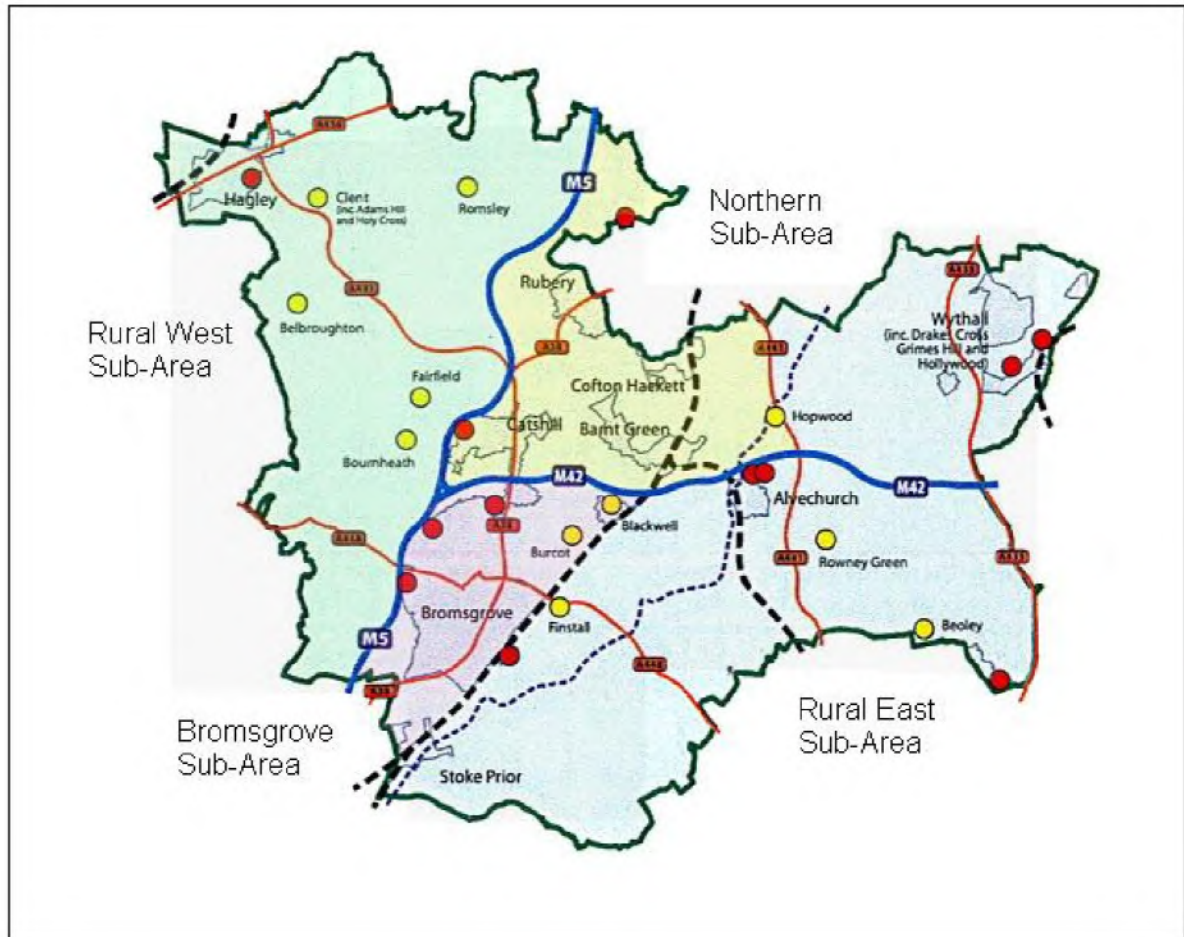 A456
M5
Hagley
Clent
(inc. Adams Hill
and Holy Cross)
Romsley
Northern
Sub-Area
A491
Rubery
A435
Wythall
(inc. Drakes Cross
Grimes Hill and
Hollywood)
Belbroughton
Rural West
Sub-Area
A38
A441
Fairfield
Cofton Hackett
Hopwood
Catshill
Barnt Green
Bournheath
M42
Alvechurch
M42
Blackwell
A38
A448
Burcot
Rowney Green
A441
A435
Bromsgrove
Finstall
Beoley
M5
A448
A38
Rural East
Sub-Area
Bromsgrove
Sub-Area
Stoke Prior